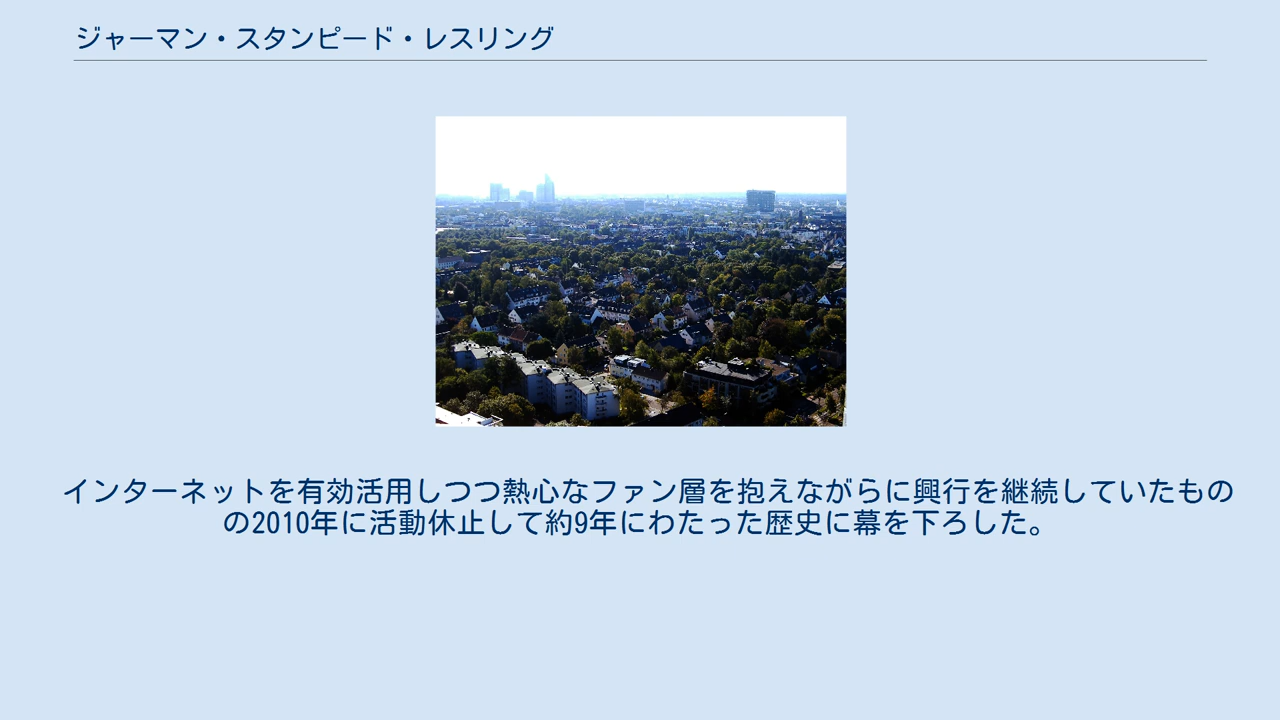 ジャーマン・スタンピード・レスリング
インターネットを有効活用しつつ熱心なファン層を抱えながらに興行を継続していたもの
の2010年に活動休止して約9年にわたった歴史に幕を下ろした。